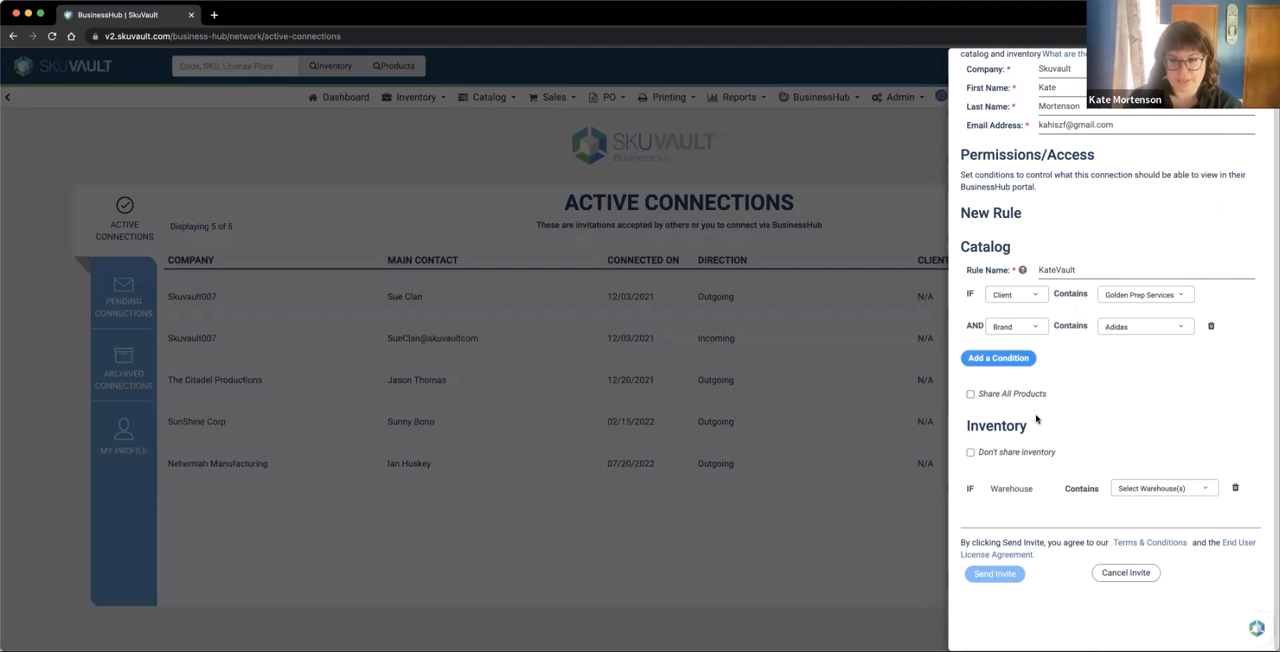 BusinessHub | SkuVault
v2.skuvault.com/business-hub/network/active-connections
SKUVAULT
Code, SKU, License Plate
Inventory
Products
Dashboard
Inventory
Catalog
Sales
PO
Printing
Reports
BusinessHub
Admin
SKUVAULT
BusinessHub
ACTIVE
CONNECTIONS
PENDING
CONNECTIONS
ARCHIVED
CONNECTIONS
MY PROFILE
Displaying 5 of 5
ACTIVE CONNECTIONS
These are invitations accepted by others or you to connect via BusinessHub
COMPANY MAIN CONTACT CONNECTED ON DIRECTION CLIEN
Skuvault007 Sue Clan 12/03/2021 Outgoing N/A
Skuvault007 SueClan@skuvaultcom 12/03/2021 Incoming N/A
The Citadel Productions Jason Thomas 12/20/2021 Outgoing N/A
SunShine Corp Sunny Bono 02/15/2022 Outgoing N/A
Nehemiah Manufacturing Ian Huskey 07/20/2022 Outgoing N/A
catalog and inventory What are the
Company: * Skuvault
First Name: * Kate
Last Name: * Mortenson
Email Address: * kahiszf@gmail.com
Kate Mortenson
Permissions/Access
Set conditions to control what this connection should be able to view in their
BusinessHub portal.
New Rule
Catalog
Rule Name: * KateVault
IF Client Contains Golden Prep Services
AND Brand Contains Adidas
Add a Condition
Share All Products
Inventory
Don't share inventory
IF Warehouse Contains Select Warehouse(s)
By clicking Send Invite, you agree to our Terms & Conditions and the End User
License Agreement.
Send Invite
Cancel Invite